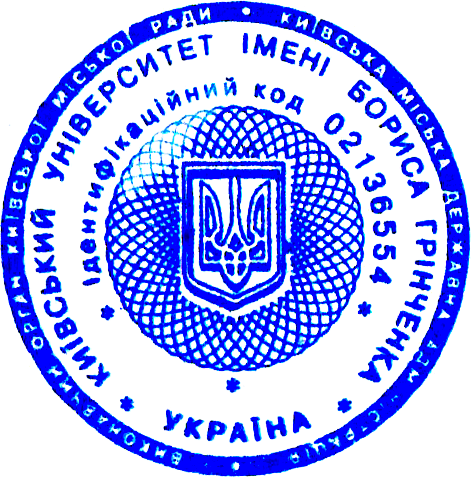 ВИКОНАВЧИЙ ОРГАН КИЇВСЬКОЇ МІСЬКОЇ РАДИ • КИЇВСЬКА МІСЬКА ДЕРЖАВНА АДМІНІСТРАЦІЯ •
* КИЇВСЬКИЙ УНІВЕРСИТЕТ ІМЕНІ БОРИСА ГРІНЧЕНКА *
* Ідентифікаційний код 02136554 *
*
УКРАЇНА